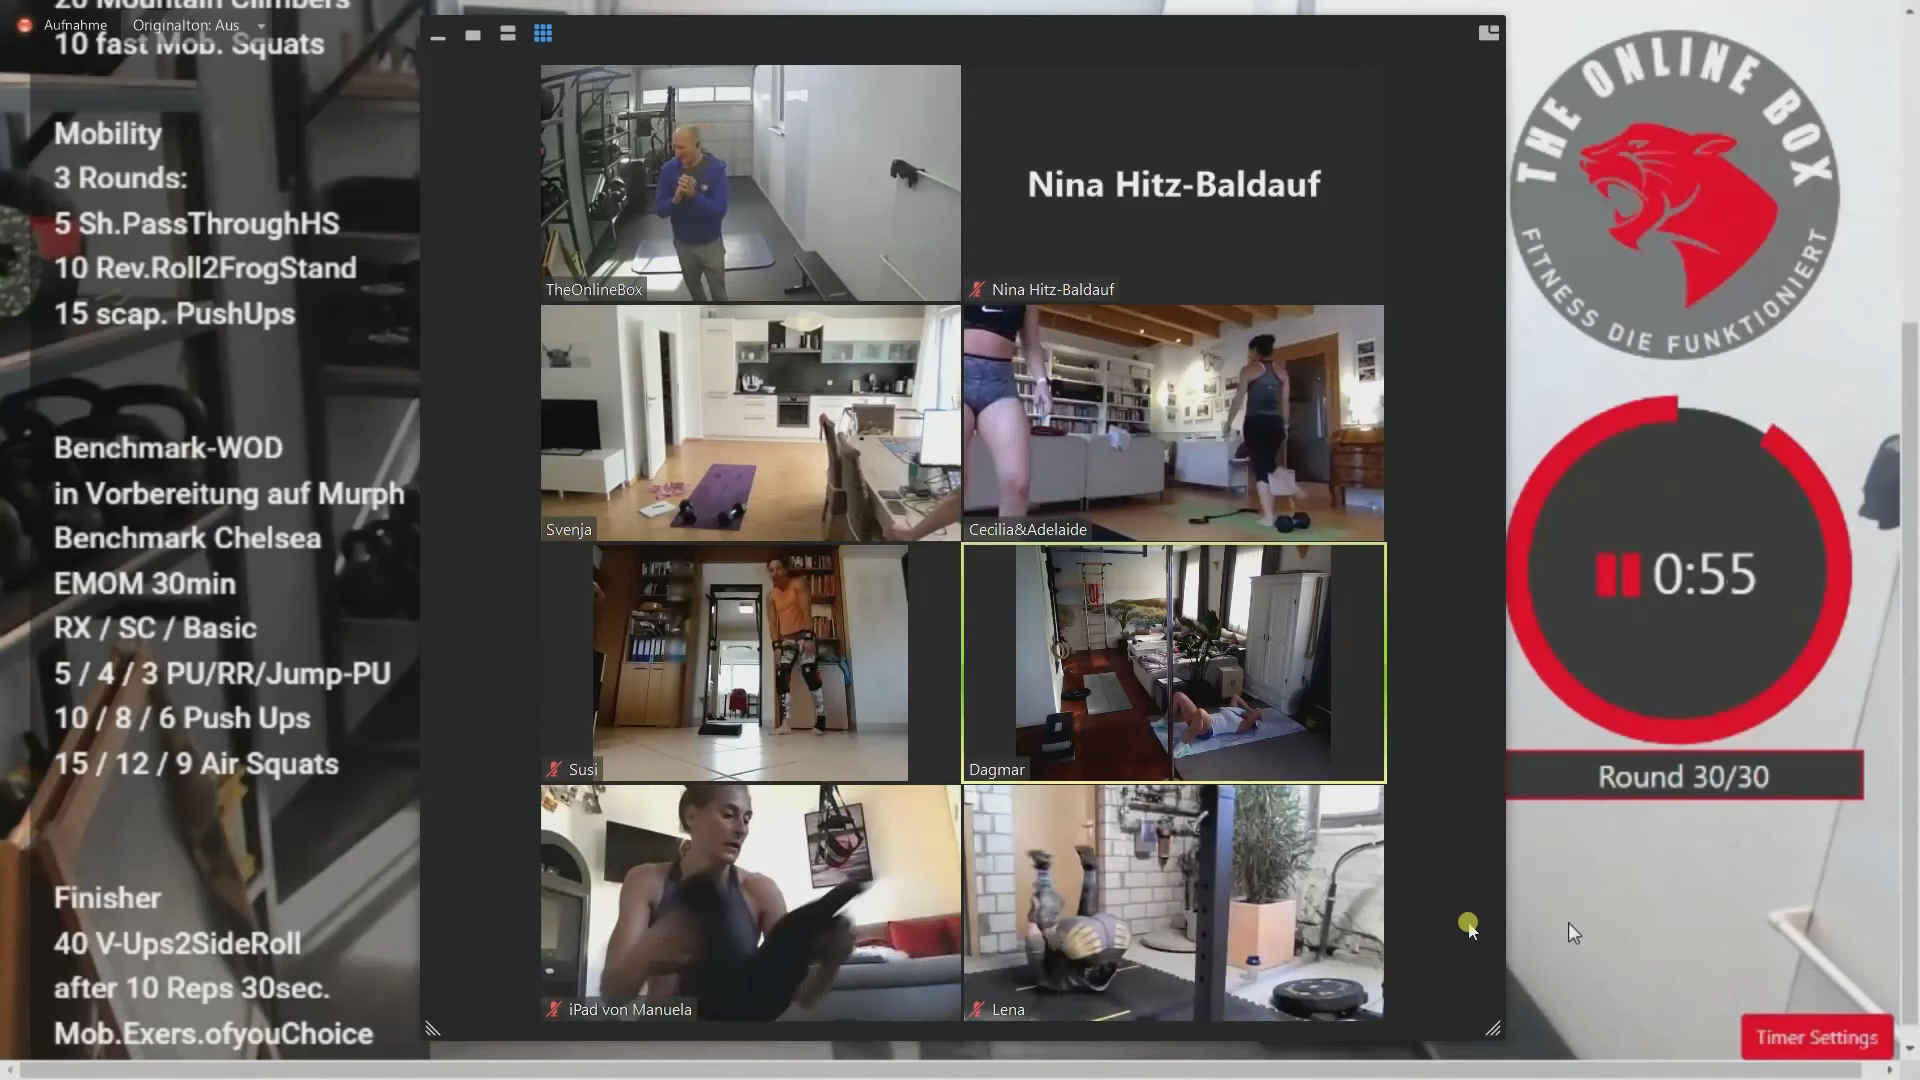 20 Mountain Climbers
Aufnahme
Originalton: Aus
10 fast Mob. Squats
Mobility
3 Rounds:
5 Sh.PassThroughHS
10 Rev.Roll2FrogStand
15 scap. PushUps
Benchmark-WOD
in Vorbereitung auf Murph
Benchmark Chelsea
EMOM 30min
RX / SC / Basic
5 / 4 / 3 PU/RR/Jump-PU
10 / 8 / 6 Push Ups
15 / 12 / 9 Air Squats
Finisher
40 V-Ups2SideRoll
after 10 Reps 30sec.
Mob.Exers.ofyouChoice
TheOnlineBox
Nina Hitz-Baldauf
Nina Hitz-Baldauf
Svenja
Cecilia&Adelaide
Susi
Dagmar
iPad von Manuela
Lena
THE ONLINE BOX
FITNESS DIE FUNKTIONIERT
0:55
Round 30/30
Timer Settings